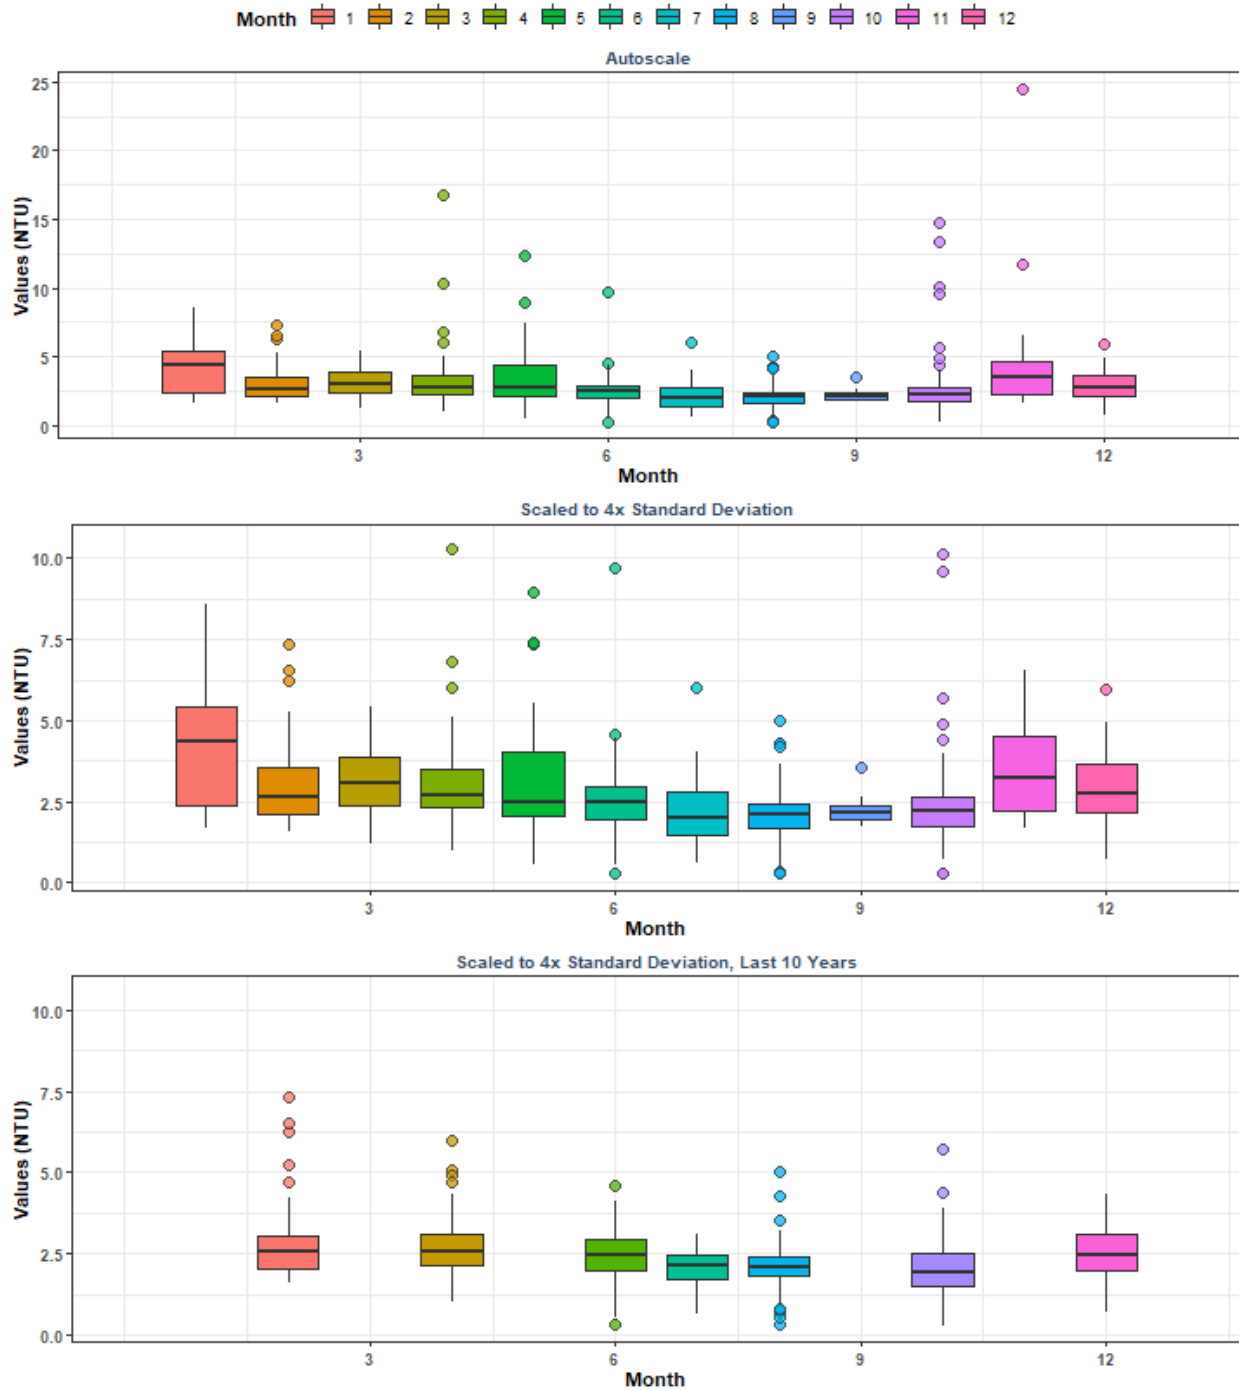 Month 1 2 3 4 5 6 7 8 9 10 11 12
Autoscale
25
20
15
10
5
0
Values (NTU)
3 6 9 12
Month
Scaled to 4x Standard Deviation
10.0
7.5
5.0
2.5
0.0
Values (NTU)
3 6 9 12
Month
Scaled to 4x Standard Deviation, Last 10 Years
10.0
7.5
5.0
2.5
0.0
Values (NTU)
3 6 9 12
Month